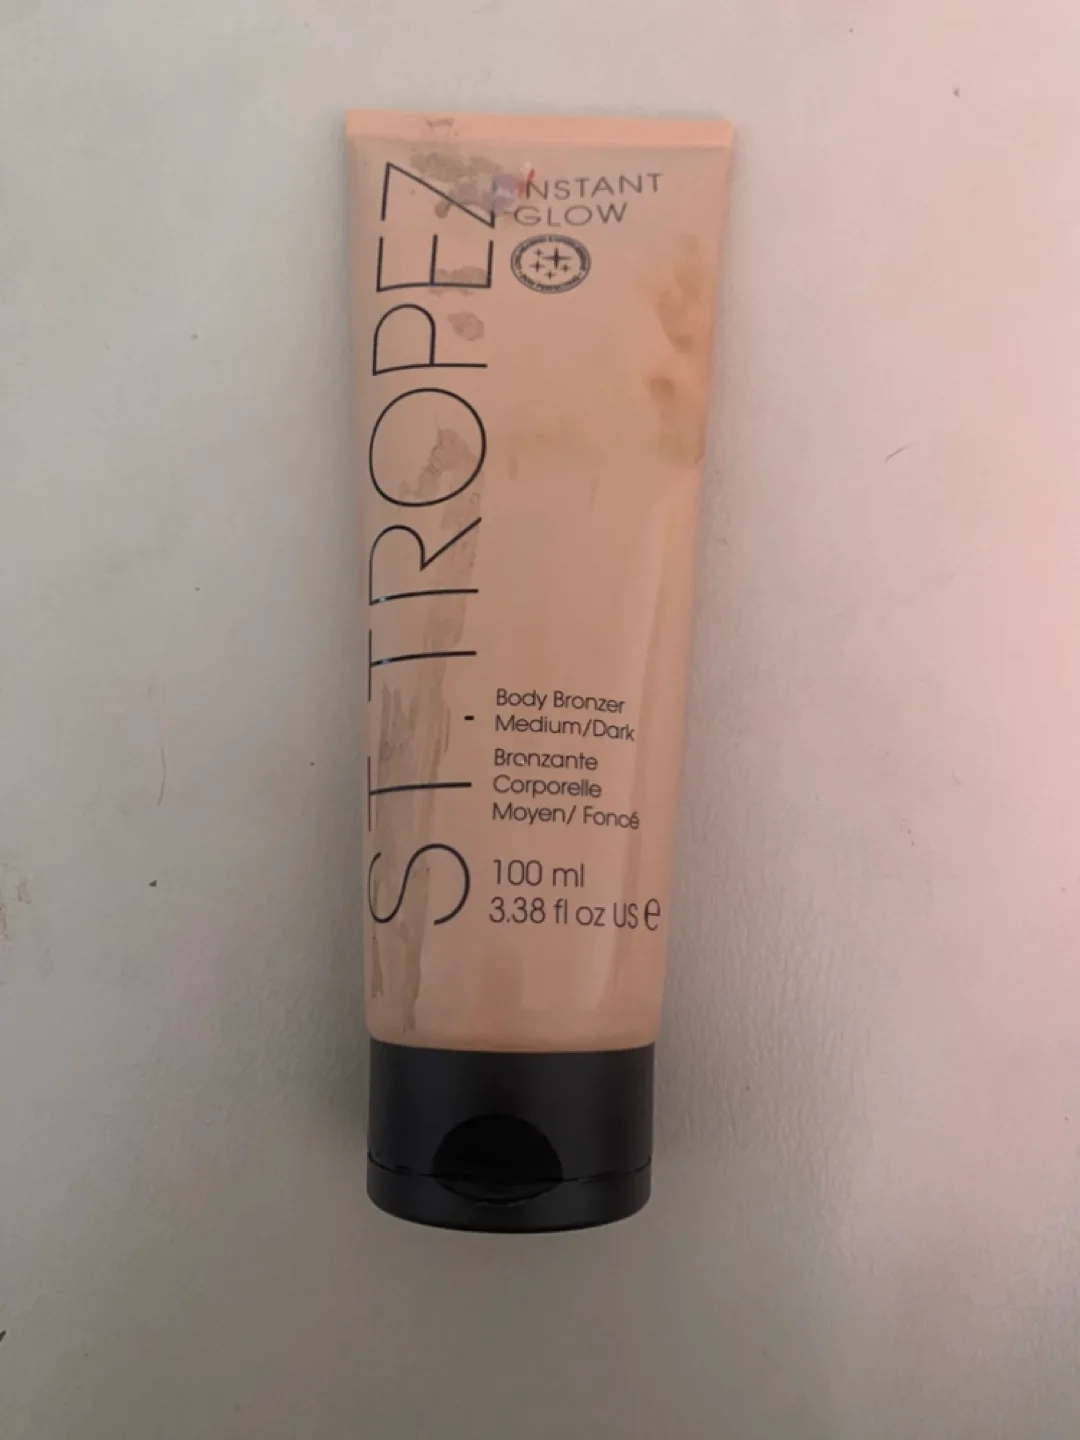 ST.TROPEZ
INSTANT
GLOW
Body Bronzer
Medium/Dark
Bronzante
Corporelle
Moyen/ Foncé
100 ml
3.38 fl oz US e